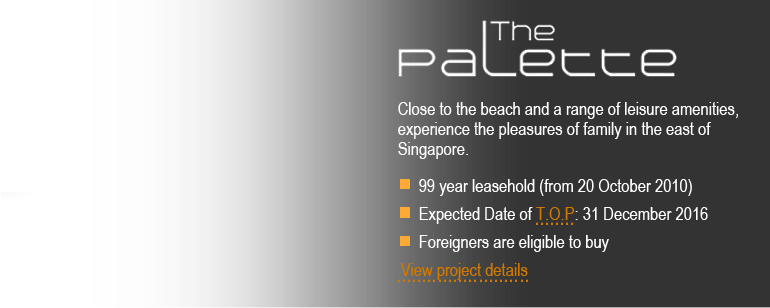 The
Palette
Close to the beach and a range of leisure amenities,
experience the pleasures of family in the east of
Singapore.
99 year leasehold (from 20 October 2010)
Expected Date of T.O.P: 31 December 2016
Foreigners are eligible to buy
View project details